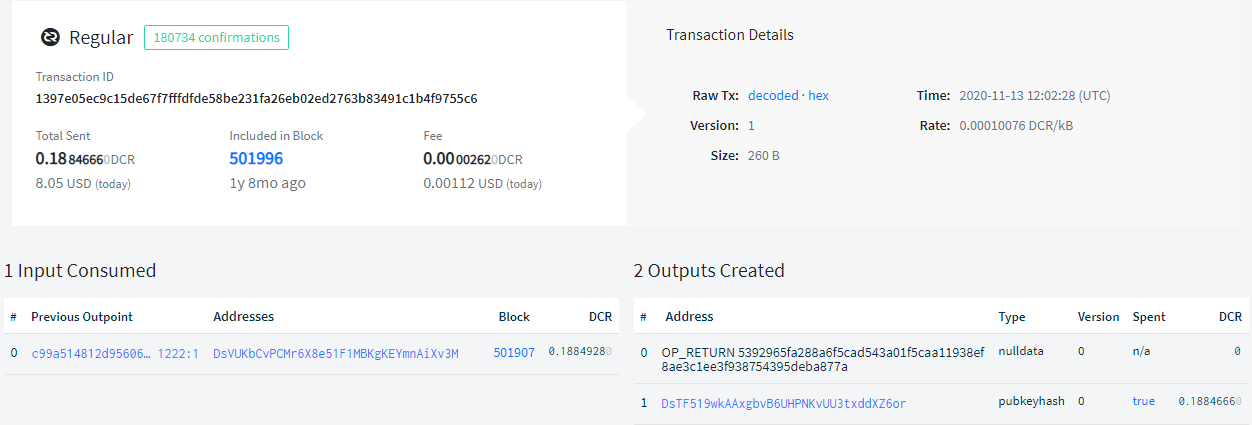 Regular 180734 confirmations
Transaction ID
1397e05ec9c15de67f7fffdfde58be231fa26eb02ed2763b83491c1b4f9755c6
Total Sent Included in Block Fee
0.18846660DCR 501996 0.00002620DCR
8.05 USD (today) 1y 8mo ago 0.00112 USD (today)
Transaction Details
Raw Tx: decoded · hex Time: 2020-11-13 12:02:28 (UTC)
Version: 1 Rate: 0.00010076 DCR/kB
Size: 260 B
1 Input Consumed
# Previous Outpoint Addresses Block DCR
0 c99a514812d95606… 1222:1 DsVUKbCvPCMr6X8e51F1MBKgKEYmnAiXv3M 501907 0.18849280
2 Outputs Created
# Address Type Version Spent DCR
0 OP_RETURN 5392965fa288a6f5cad543a01f5caa11938ef nulldata 0 n/a 0
8ae3c1ee3f938754395deba877a
1 DsTF519wkAAxgbvB6UHPNKvUU3txddXZ6or pubkeyhash 0 true 0.18846660